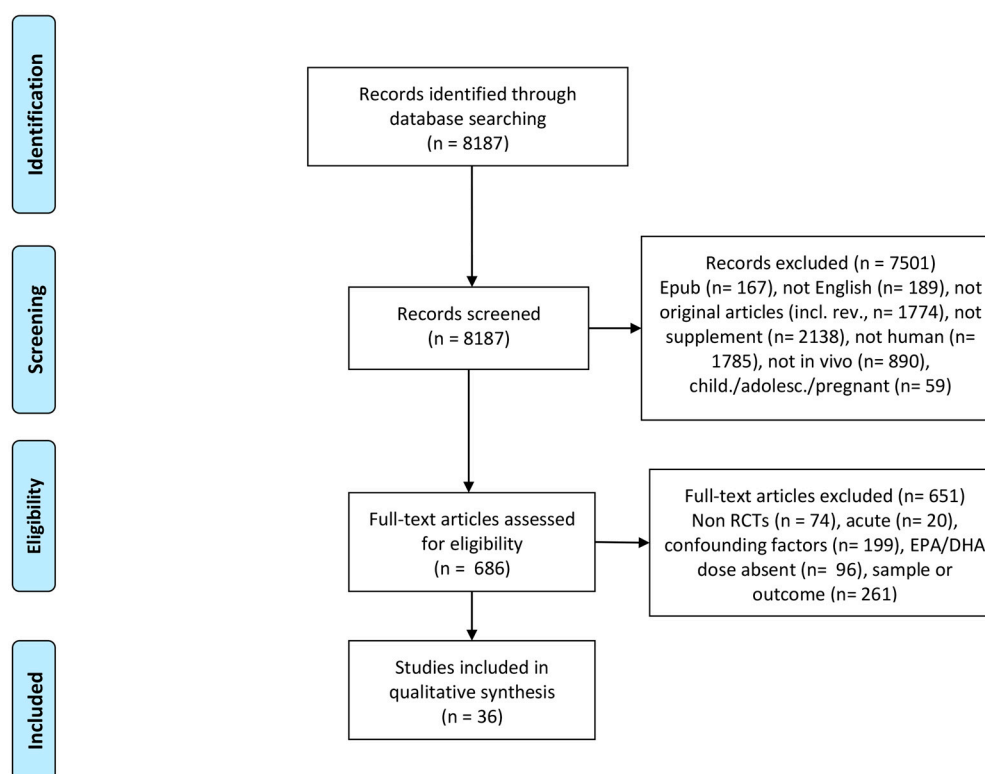 Identification
Records identified through
database searching
(n = 8187)
Screening
Records screened
(n = 8187)
Records excluded (n = 7501)
Epub (n= 167), not English (n= 189), not
original articles (incl. rev., n= 1774), not
supplement (n= 2138), not human (n=
1785), not in vivo (n= 890),
child./adolesc./pregnant (n= 59)
Eligibility
Full-text articles assessed
for eligibility
(n = 686)
Full-text articles excluded (n= 651)
Non RCTs (n = 74), acute (n= 20),
confounding factors (n= 199), EPA/DHA
dose absent (n= 96), sample or
outcome (n= 261)
Included
Studies included in
qualitative synthesis
(n = 36)